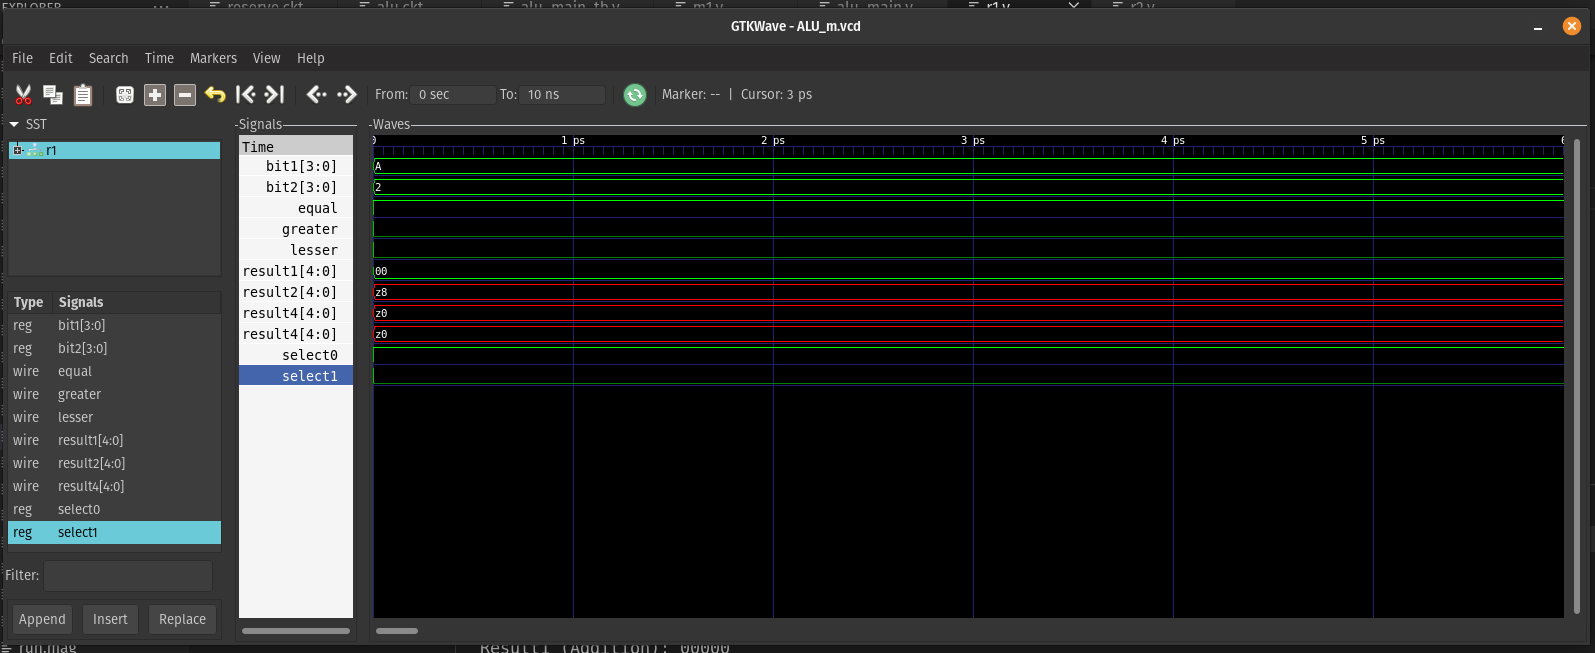 EXPLORER ... reserve.ckt alu.ckt alu_main_tb.v m1.v alu_main.v r1.v r2.v
GTKWave - ALU_m.vcd
File Edit Search Time Markers View Help
From: 0 sec To: 10 ns Marker: -- | Cursor: 3 ps
SST
r1
Type Signals
reg bit1[3:0]
reg bit2[3:0]
wire equal
wire greater
wire lesser
wire result1[4:0]
wire result2[4:0]
wire result4[4:0]
reg select0
reg select1
Filter:
Append Insert Replace
Signals
Time
bit1[3:0]
bit2[3:0]
equal
greater
lesser
result1[4:0]
result2[4:0]
result4[4:0]
result4[4:0]
select0
select1
Waves
0 1 ps 2 ps 3 ps 4 ps 5 ps 6
A
2
00
z8
z0
z0
run.mag
Result1 (Addition): 00000